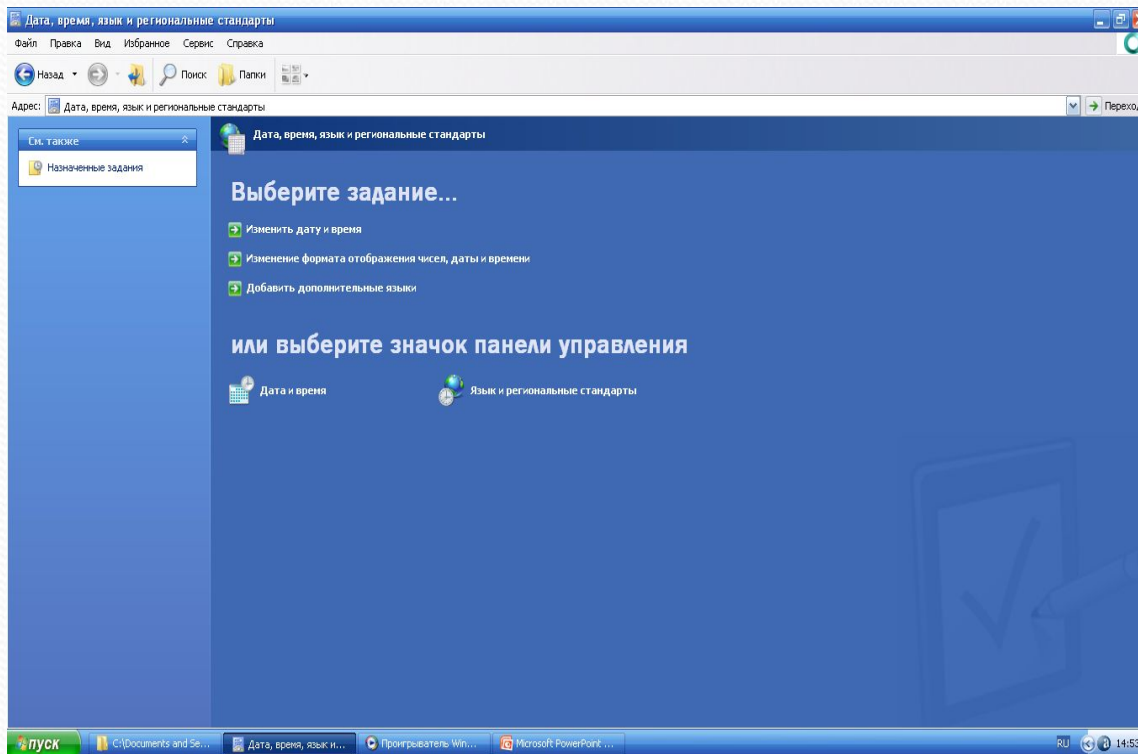 Дата, время, язык и региональные стандарты
Файл Правка Вид Избранное Сервис Справка
Назад Поиск Папки
Адрес: Дата, время, язык и региональные стандарты Перехо
См. также
Назначенные задания
Дата, время, язык и региональные стандарты
Выберите задание...
Изменить дату и время
Изменение формата отображения чисел, даты и времени
Добавить дополнительные языки
или выберите значок панели управления
Дата и время
Язык и региональные стандарты
пуск C:\Documents and Se... Дата, время, язык и... Проигрыватель Win... Microsoft PowerPoint ... RU 14:53